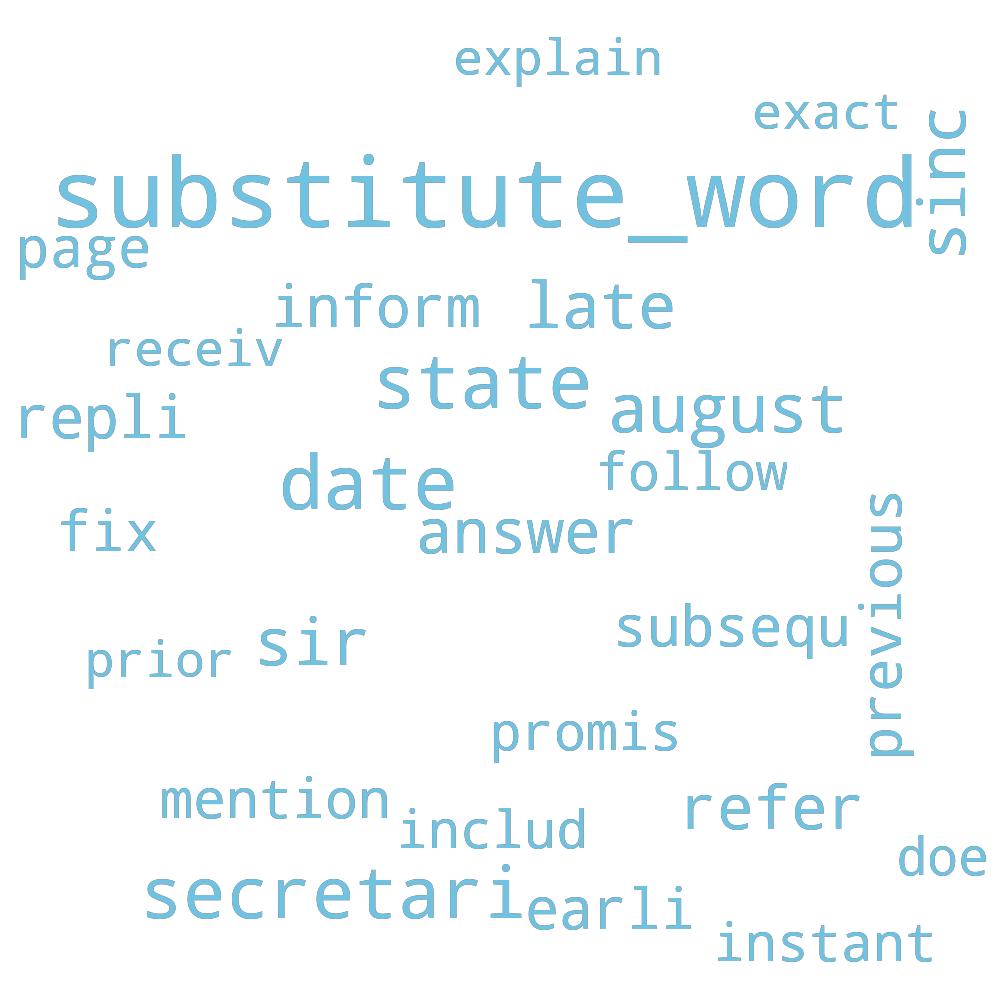 explain
exact
sinc
substitute_word
page
inform late
receiv
state
august
repli
follow
date
answer
fix
previous
subsequ
sir
prior
promis
mention
refer
includ
doe
secretari
earli
instant